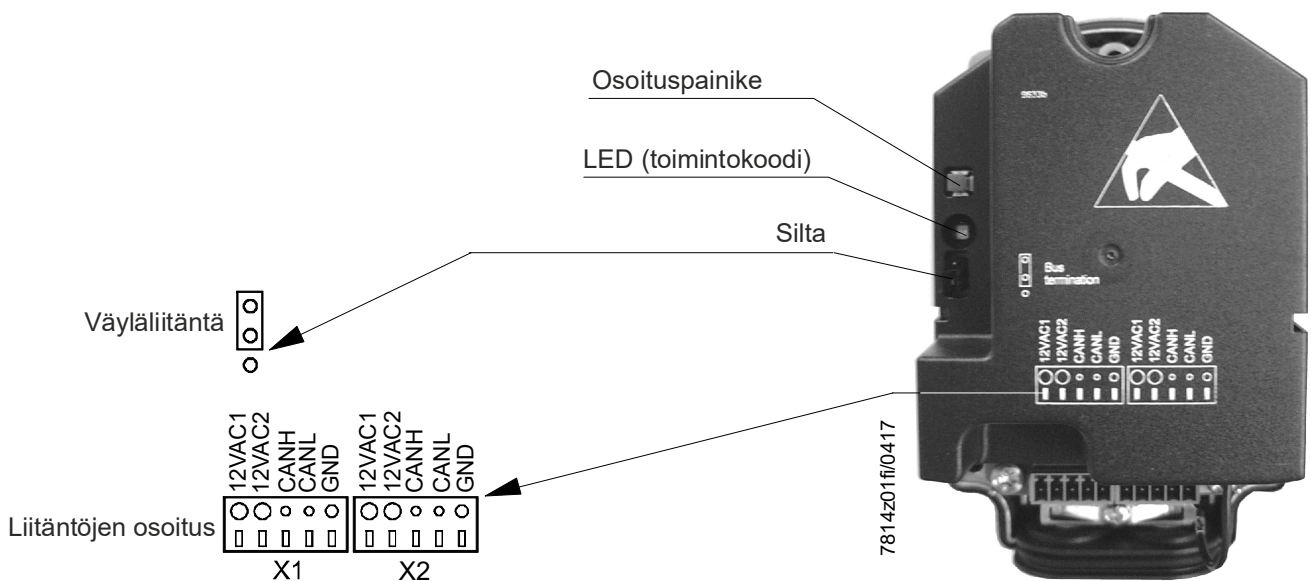 Osoituspainike
LED (toimintokoodi)
Silta
Väyläliitäntä
12VAC1
12VAC2
CANH
CANL
GND
12VAC1
12VAC2
CANH
CANL
GND
Liitäntöjen osoitus
X1
X2
7814z01fi/0417
Bus
termination
12VAC1
12VAC2
CANH
CANL
GND
12VAC1
12VAC2
CANH
CANL
GND